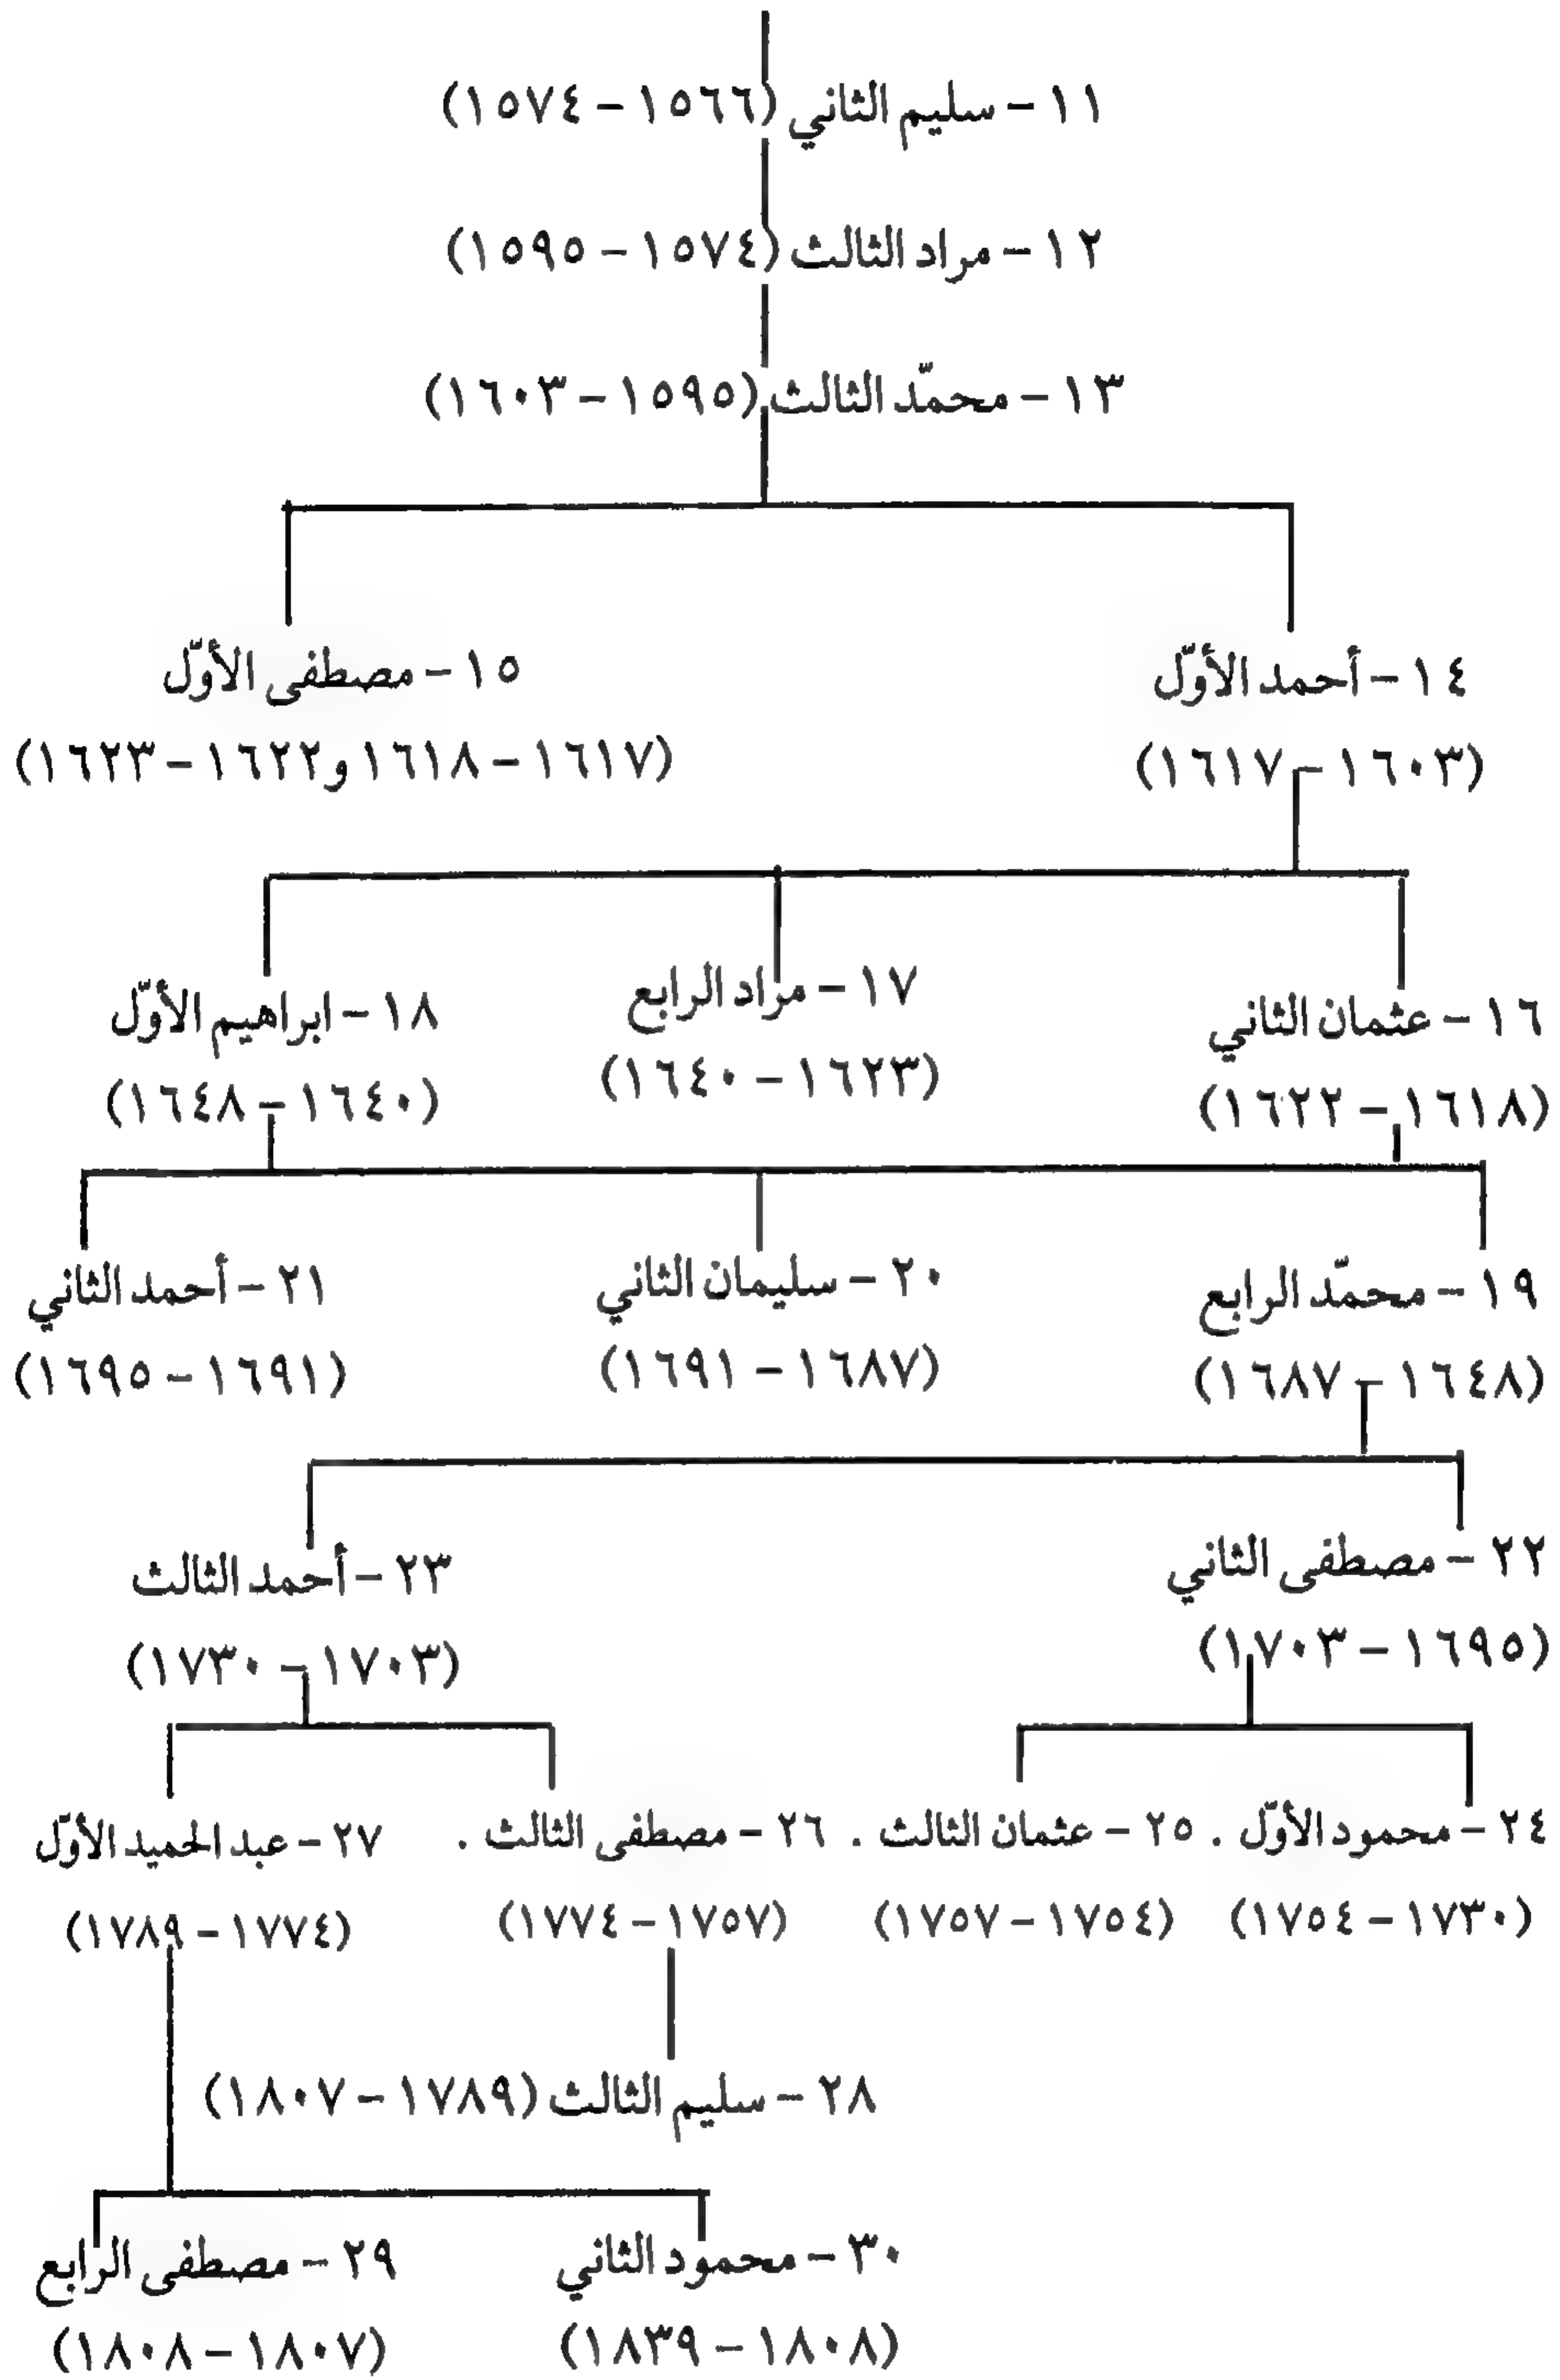 ١١ - سليم الثاني (١٥٦٦ - ١٥٧٤)
١٢ - مراد الثالث (١٥٧٤ - ١٥٩٥)
١٣ - محمّد الثالث (١٥٩٥ - ١٦٠٣)
١٤ - أحمد الأوّل
(١٦٠٣ - ١٦١٧)
١٥ - مصطفى الأوّل
(١٦١٧ - ١٦١٨ و١٦٢٢ - ١٦٢٣)
١٦ - عثمان الثاني
(١٦١٨ - ١٦٢٢)
١٧ - مراد الرابع
(١٦٢٣ - ١٦٤٠)
١٨ - ابراهيم الأوّل
(١٦٤٠ - ١٦٤٨)
١٩ - محمّد الرابع
(١٦٤٨ - ١٦٨٧)
٢٠ - سليمان الثاني
(١٦٨٧ - ١٦٩١)
٢١ - أحمد الثاني
(١٦٩١ - ١٦٩٥)
٢٢ - مصطفى الثاني
(١٦٩٥ - ١٧٠٣)
٢٣ - أحمد الثالث
(١٧٠٣ - ١٧٣٠)
٢٤ - محمود الأوّل . ٢٥ - عثمان الثالث . ٢٦ - مصطفى الثالث . ٢٧ - عبد الحميد الأوّل
(١٧٣٠ - ١٧٥٤) (١٧٥٤ - ١٧٥٧) (١٧٥٧ - ١٧٧٤) (١٧٧٤ - ١٧٨٩)
٢٨ - سليم الثالث (١٧٨٩ - ١٨٠٧)
٣٠ - محمود الثاني
(١٨٠٨ - ١٨٣٩)
٢٩ - مصطفى الرابع
(١٨٠٧ - ١٨٠٨)